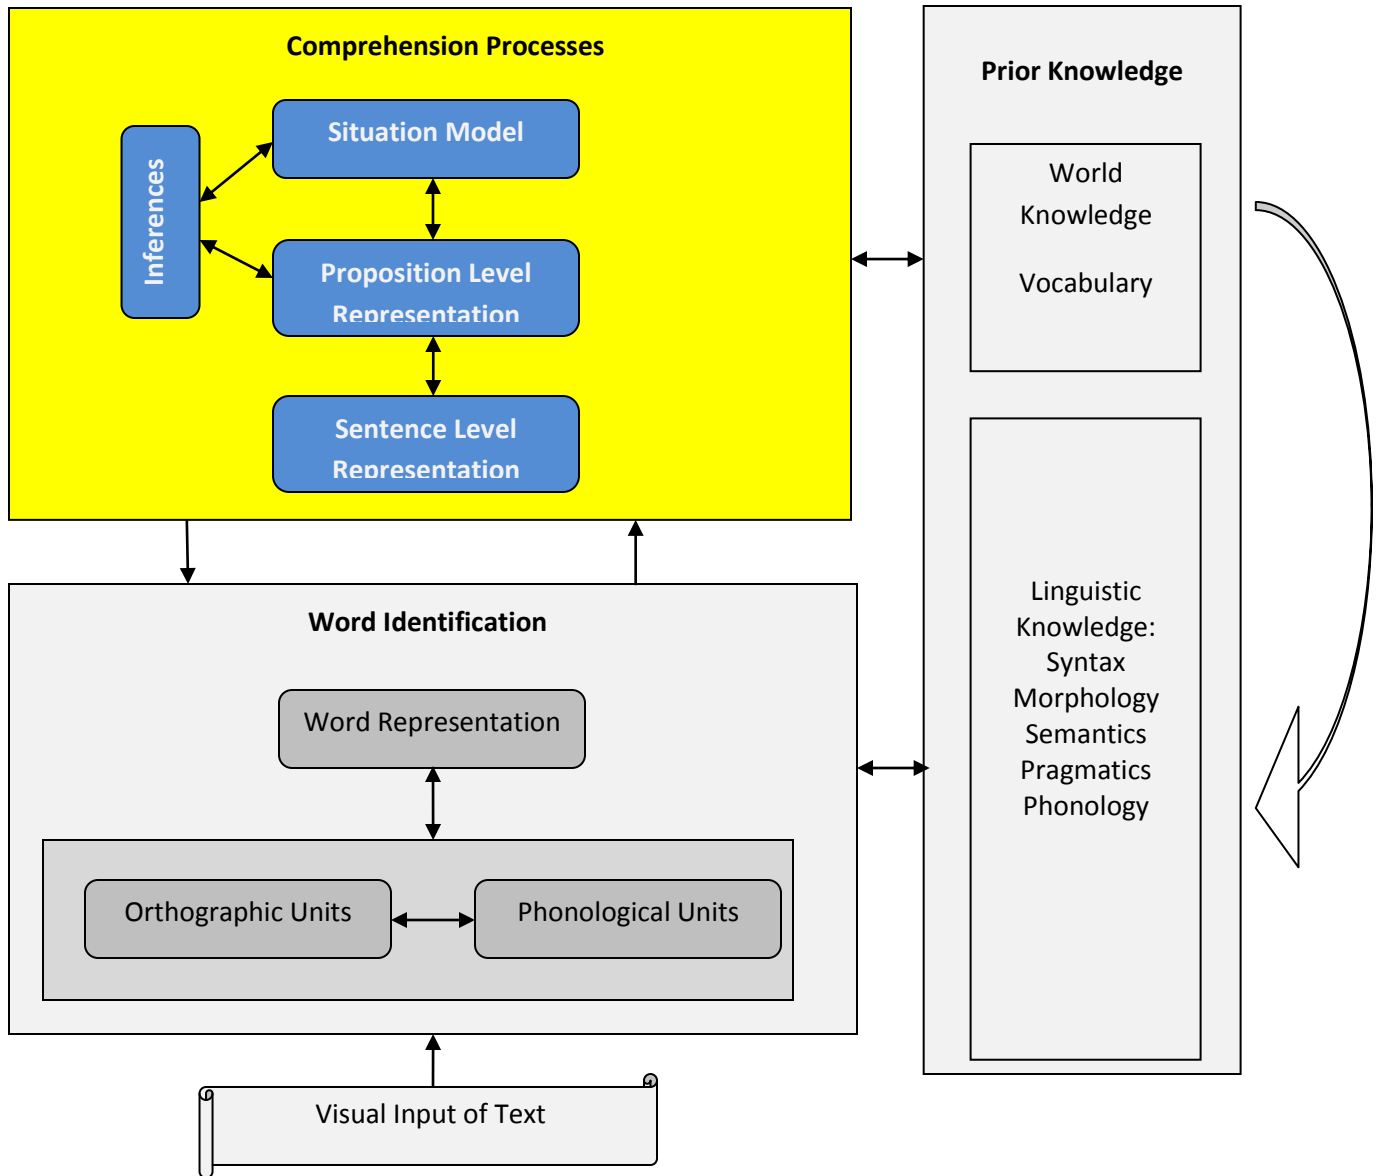 Comprehension Processes
Situation Model
Inferences
Proposition Level
Representation
Sentence Level
Representation
Word Identification
Word Representation
Orthographic Units
Phonological Units
Visual Input of Text
Prior Knowledge
World
Knowledge
Vocabulary
Linguistic
Knowledge:
Syntax
Morphology
Semantics
Pragmatics
Phonology